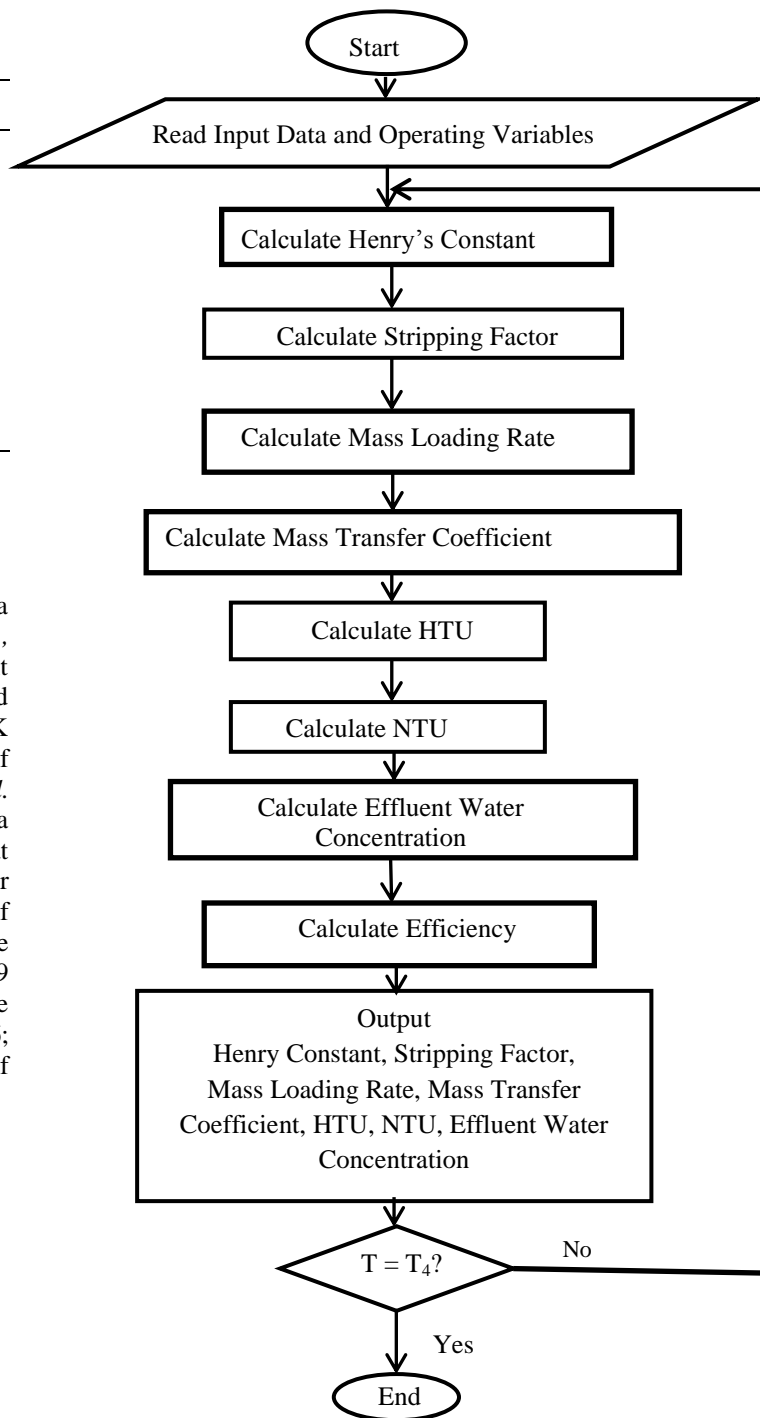 Start
Read Input Data and Operating Variables
Calculate Henry's Constant
Calculate Stripping Factor
Calculate Mass Loading Rate
Calculate Mass Transfer Coefficient
Calculate HTU
Calculate NTU
Calculate Effluent Water
Concentration
Calculate Efficiency
Output
Henry Constant, Stripping Factor,
Mass Loading Rate, Mass Transfer
Coefficient, HTU, NTU, Effluent Water
Concentration
T = T₄?
No
Yes
End